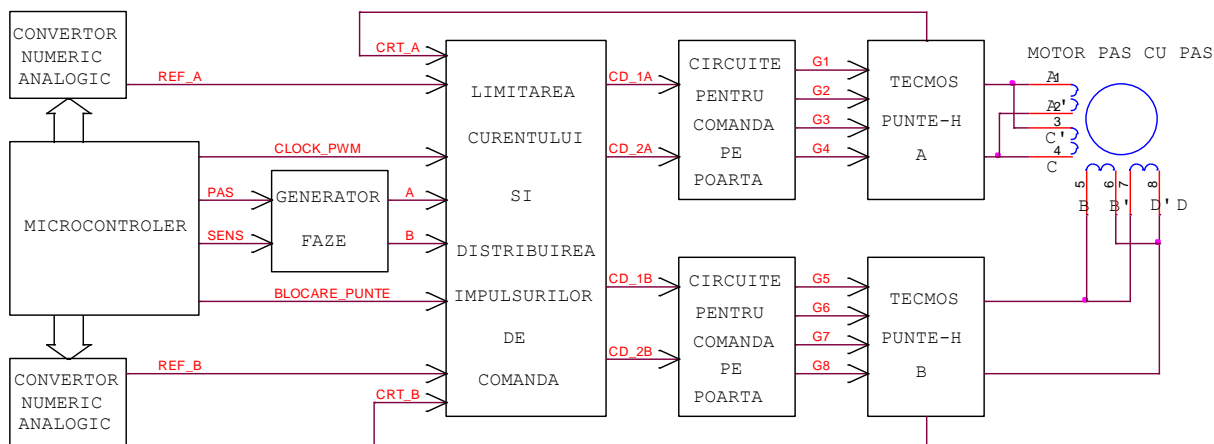 CONVERTOR
NUMERIC
ANALOGIC
REF_A
CRT_A
MICROCONTROLER
CLOCK_PWM
PAS
SENS
GENERATOR
FAZE
A
B
BLOCARE_PUNTE
CONVERTOR
NUMERIC
ANALOGIC
REF_B
CRT_B
LIMITAREA
CURENTULUI
SI
DISTRIBUIREA
IMPULSURILOR
DE
COMANDA
CD_1A
CD_2A
CD_1B
CD_2B
CIRCUITE
PENTRU
COMANDA
PE
POARTA
G1
G2
G3
G4
TECMOS
PUNTE-H
A
CIRCUITE
PENTRU
COMANDA
PE
POARTA
G5
G6
G7
G8
TECMOS
PUNTE-H
B
MOTOR PAS CU PAS
A 1
A' 2
3 C'
4 C
5 6 7 8
B B' D' D